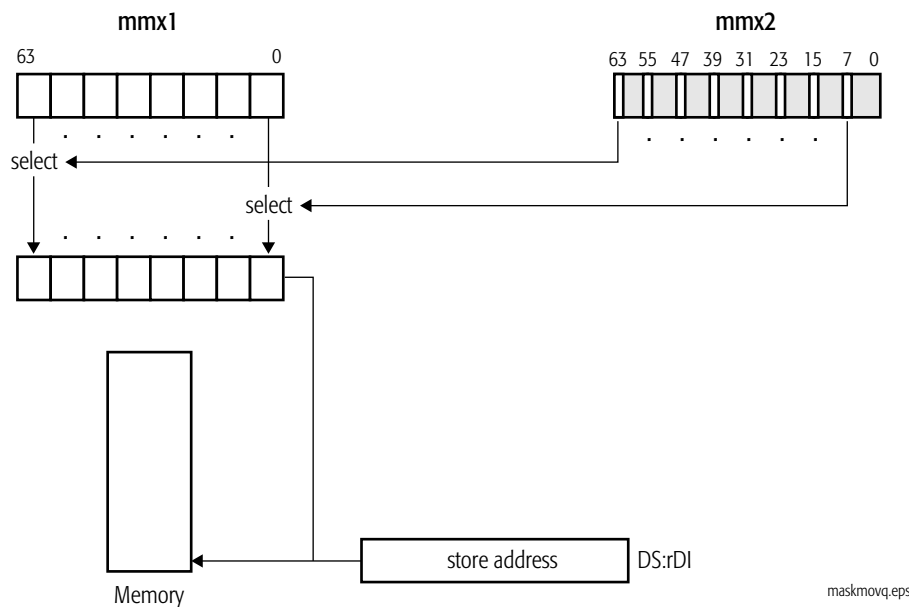 mmx1
mmx2
63 0
63 55 47 39 31 23 15 7 0
select
select
store address
DS:rDI
Memory
maskmovq.eps